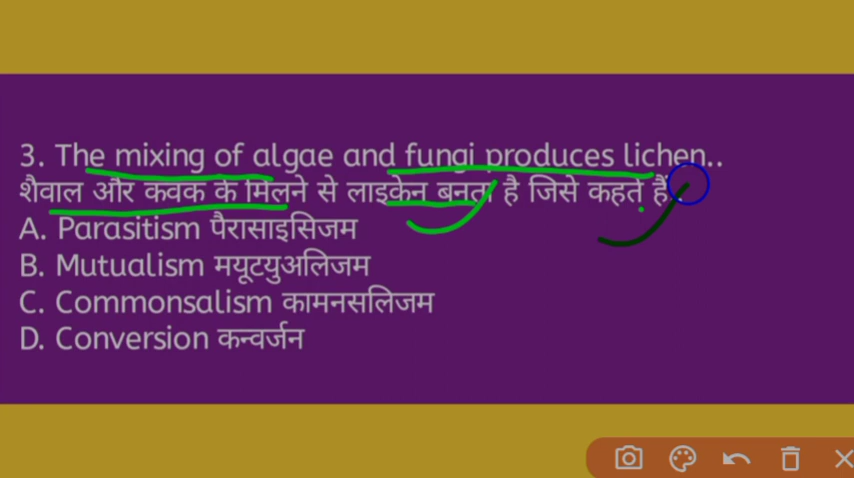 3. The mixing of algae and fungi produces lichen..
शैवाल और कवक के मिलने से लाइकेन बनता है जिसे कहते हैं..
A. Parasitism पैरासाइसिजम
B. Mutualism मयूटयुअलिजम
C. Commonsalism कामनसलिजम
D. Conversion कन्वर्जन